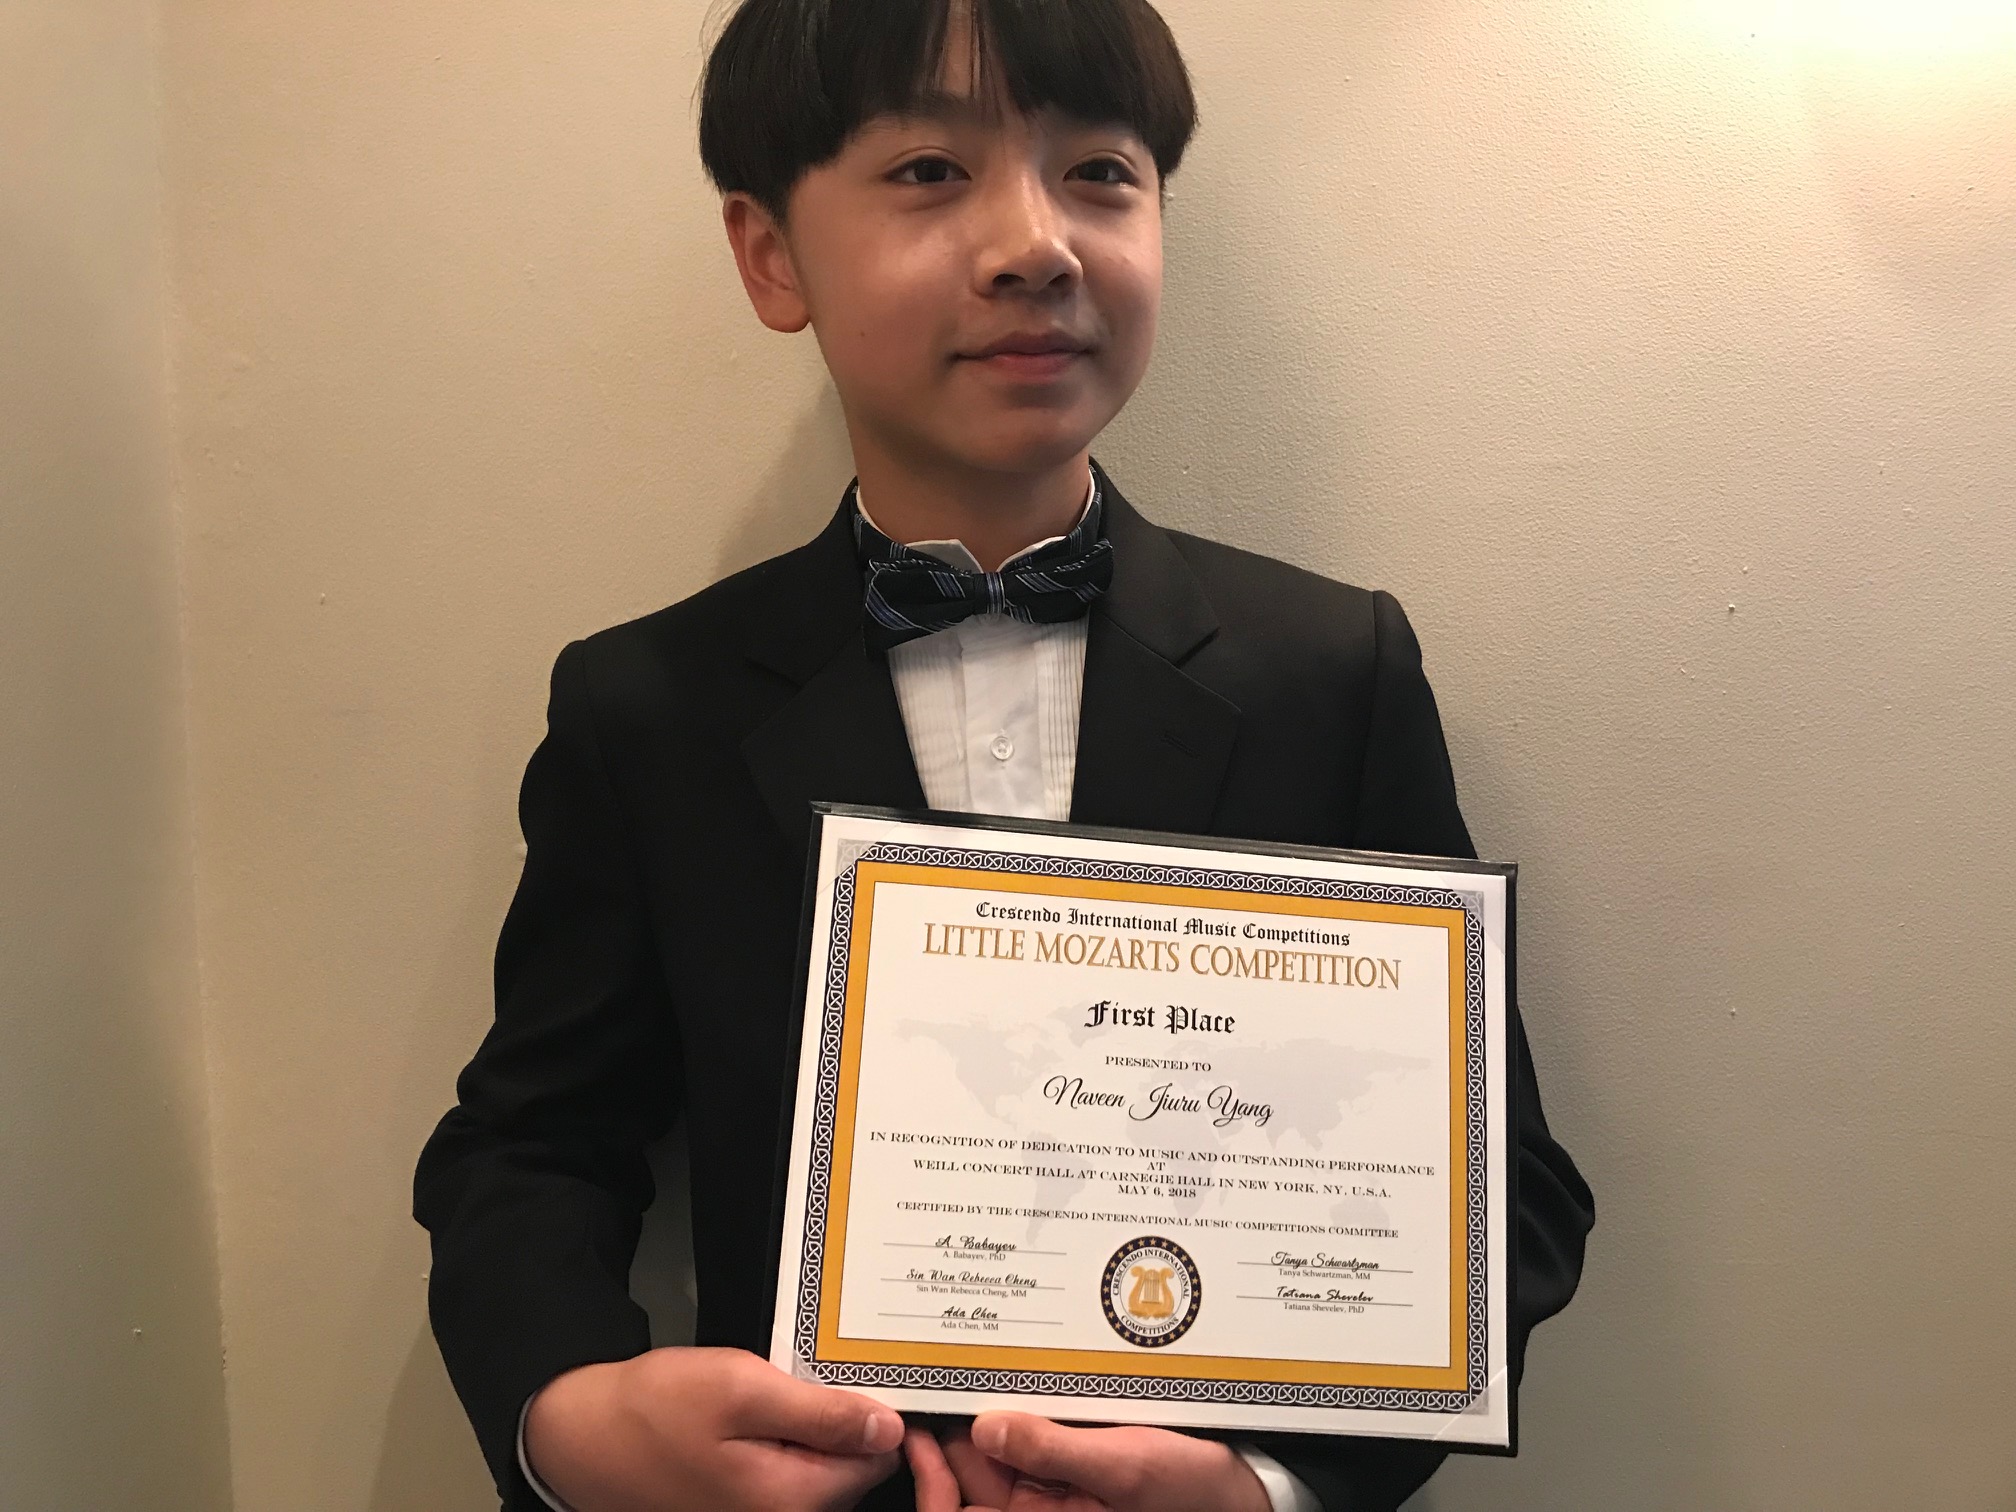 Crescendo International Music Competitions
LITTLE MOZARTS COMPETITION
First Place
PRESENTED TO
Naveen Jiuru Yang
IN RECOGNITION OF DEDICATION TO MUSIC AND OUTSTANDING PERFORMANCE
AT
WEILL CONCERT HALL AT CARNEGIE HALL IN NEW YORK, NY, U.S.A.
MAY 6, 2018
CERTIFIED BY THE CRESCENDO INTERNATIONAL MUSIC COMPETITIONS COMMITTEE
A. Babayev
A. Babayev, PhD
Sin Wan Rebecca Cheng
Sin Wan Rebecca Cheng, MM
Ada Chen
Ada Chen, MM
CRESCENDO INTERNATIONAL
COMPETITIONS
Tanya Schwartzman
Tanya Schwartzman, MM
Tatiana Shevelev
Tatiana Shevelev, PhD